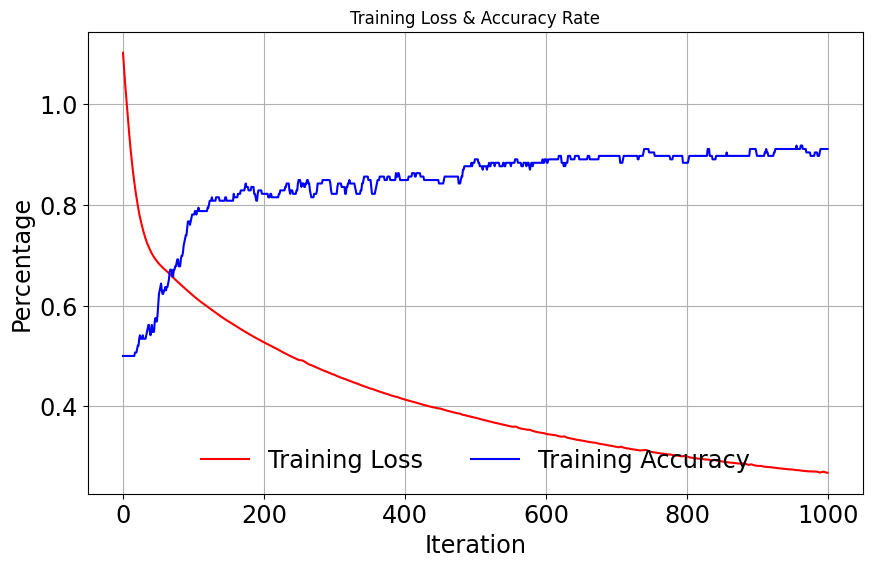 Training Loss & Accuracy Rate
Percentage
1.0
0.8
0.6
0.4
Training Loss Training Accuracy
0 200 400 600 800 1000
Iteration